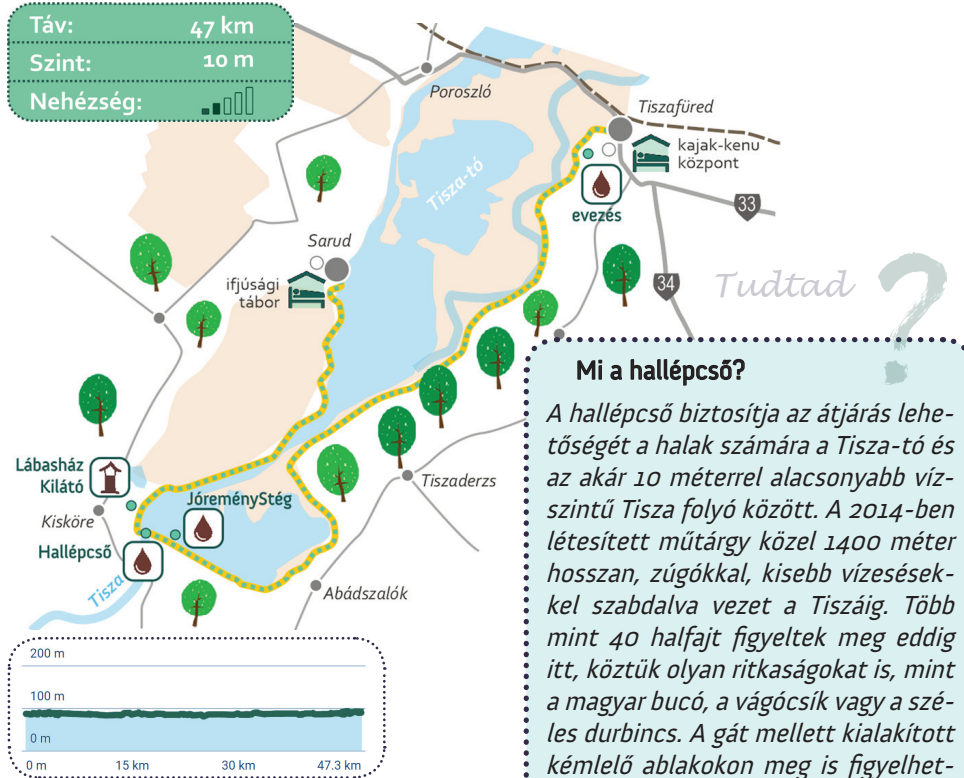 Táv: 47 km
Szint: 10 m
Nehézség:
Poroszló
Tiszafüred
kajak-kenu
központ
evezés
33
34
Tisza-tó
Sarud
ifjúsági
tábor
Lábasház
Kilátó
Kisköre
JóreményStég
Hallépcső
Tisza
Tiszaderzs
Abádszalók
200 m
100 m
0 m
0 m 15 km 30 km 47.3 km
Tudtad ?
Mi a hallépcső?
A hallépcső biztosítja az átjárás lehe-
tőségét a halak számára a Tisza-tó és
az akár 10 méterrel alacsonyabb víz-
szintű Tisza folyó között. A 2014-ben
létesített műtárgy közel 1400 méter
hosszan, zúgókkal, kisebb vízesések-
kel szabdalva vezet a Tiszáig. Több
mint 40 halfajt figyeltek meg eddig
itt, köztük olyan ritkaságokat is, mint
a magyar bucó, a vágócsík vagy a szé-
les durbincs. A gát mellett kialakított
kémlelő ablakokon meg is figyelhet-